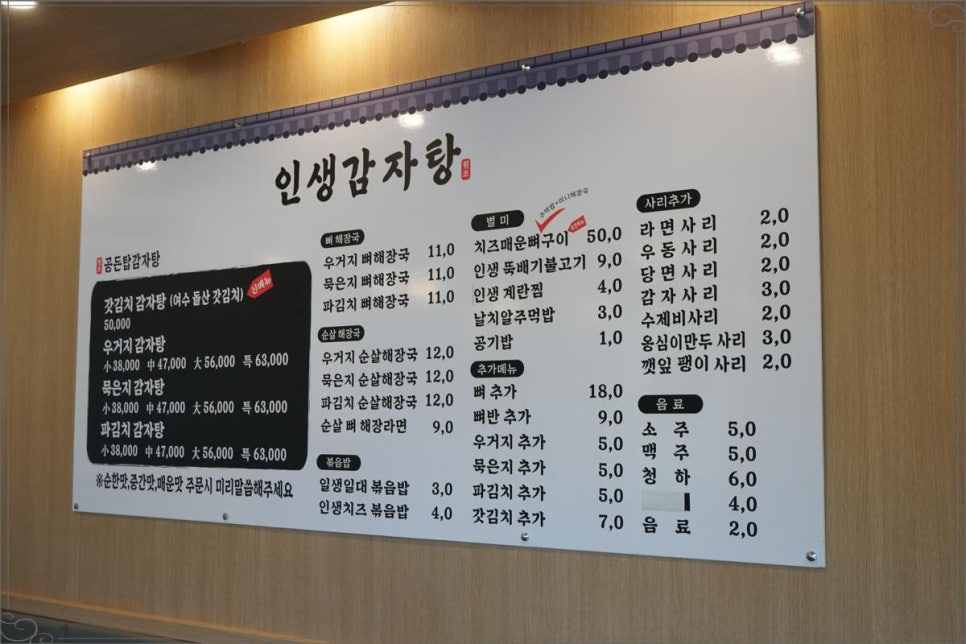 인생감자탕
원조
공든탑감자탕
갓김치 감자탕 (여수 돌산 갓김치) 신메뉴
50,000
우거지 감자탕
小 38,000 中 47,000 大 56,000 특 63,000
묵은지 감자탕
小 38,000 中 47,000 大 56,000 특 63,000
파김치 감자탕
小 38,000 中 47,000 大 56,000 특 63,000
※순한맛,중간맛,매운맛 주문시 미리말씀해주세요
뼈 해장국
우거지 뼈해장국 11,0
묵은지 뼈해장국 11,0
파김치 뼈해장국 11,0
순살 해장국
우거지 순살해장국 12,0
묵은지 순살해장국 12,0
파김치 순살해장국 12,0
순살 뼈 해장라면 9,0
볶음밥
일생일대 볶음밥 3,0
인생치즈 볶음밥 4,0
별 미
주먹밥+미니해장국
치즈매운뼈구이 50,0
인생 뚝배기불고기 9,0
인생 계란찜 4,0
날치알주먹밥 3,0
공기밥 1,0
추가메뉴
뼈 추가 18,0
뼈반 추가 9,0
우거지 추가 5,0
묵은지 추가 5,0
파김치 추가 5,0
갓김치 추가 7,0
사리추가
라면 사리 2,0
우동 사리 2,0
당면 사리 2,0
감자 사리 3,0
수제비사리 2,0
옹심이만두 사리 3,0
깻잎 팽이 사리 2,0
음 료
소 주 5,0
맥 주 5,0
청 하 6,0
4,0
음 료 2,0